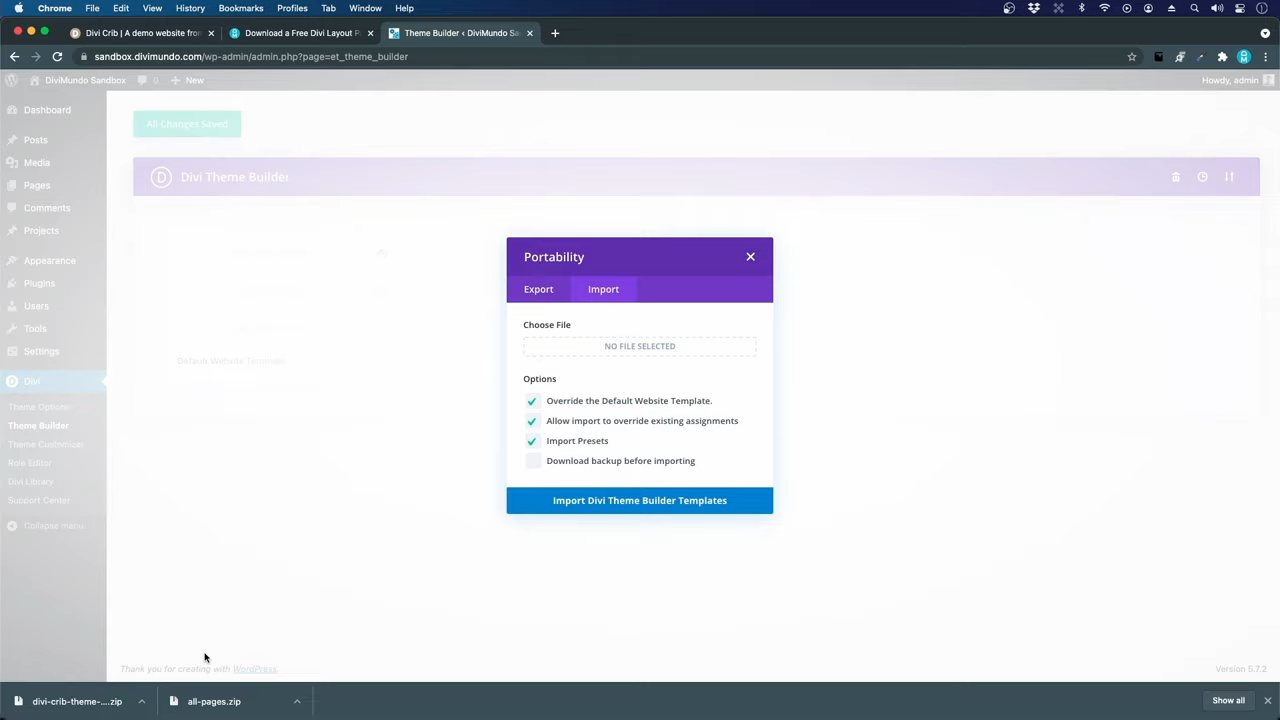 Chrome File Edit View History Bookmarks Profiles Tab Window Help
Divi Crib | A demo website from
Download a Free Divi Layout P
Theme Builder ‹ DiviMundo San
sandbox.divimundo.com/wp-admin/admin.php?page=et_theme_builder
DiviMundo Sandbox 0 New
Howdy, admin
Dashboard
Posts
Media
Pages
Comments
Projects
Appearance
Plugins
Users
Tools
Settings
Divi
Theme Options
Theme Builder
Theme Customizer
Role Editor
Divi Library
Support Center
Collapse menu
All Changes Saved
D Divi Theme Builder
Default Website Template
Portability
Export Import
Choose File
NO FILE SELECTED
Options
Override the Default Website Template.
Allow import to override existing assignments
Import Presets
Download backup before importing
Import Divi Theme Builder Templates
Thank you for creating with WordPress.
Version 5.7.2
divi-crib-theme-....zip
all-pages.zip
Show all